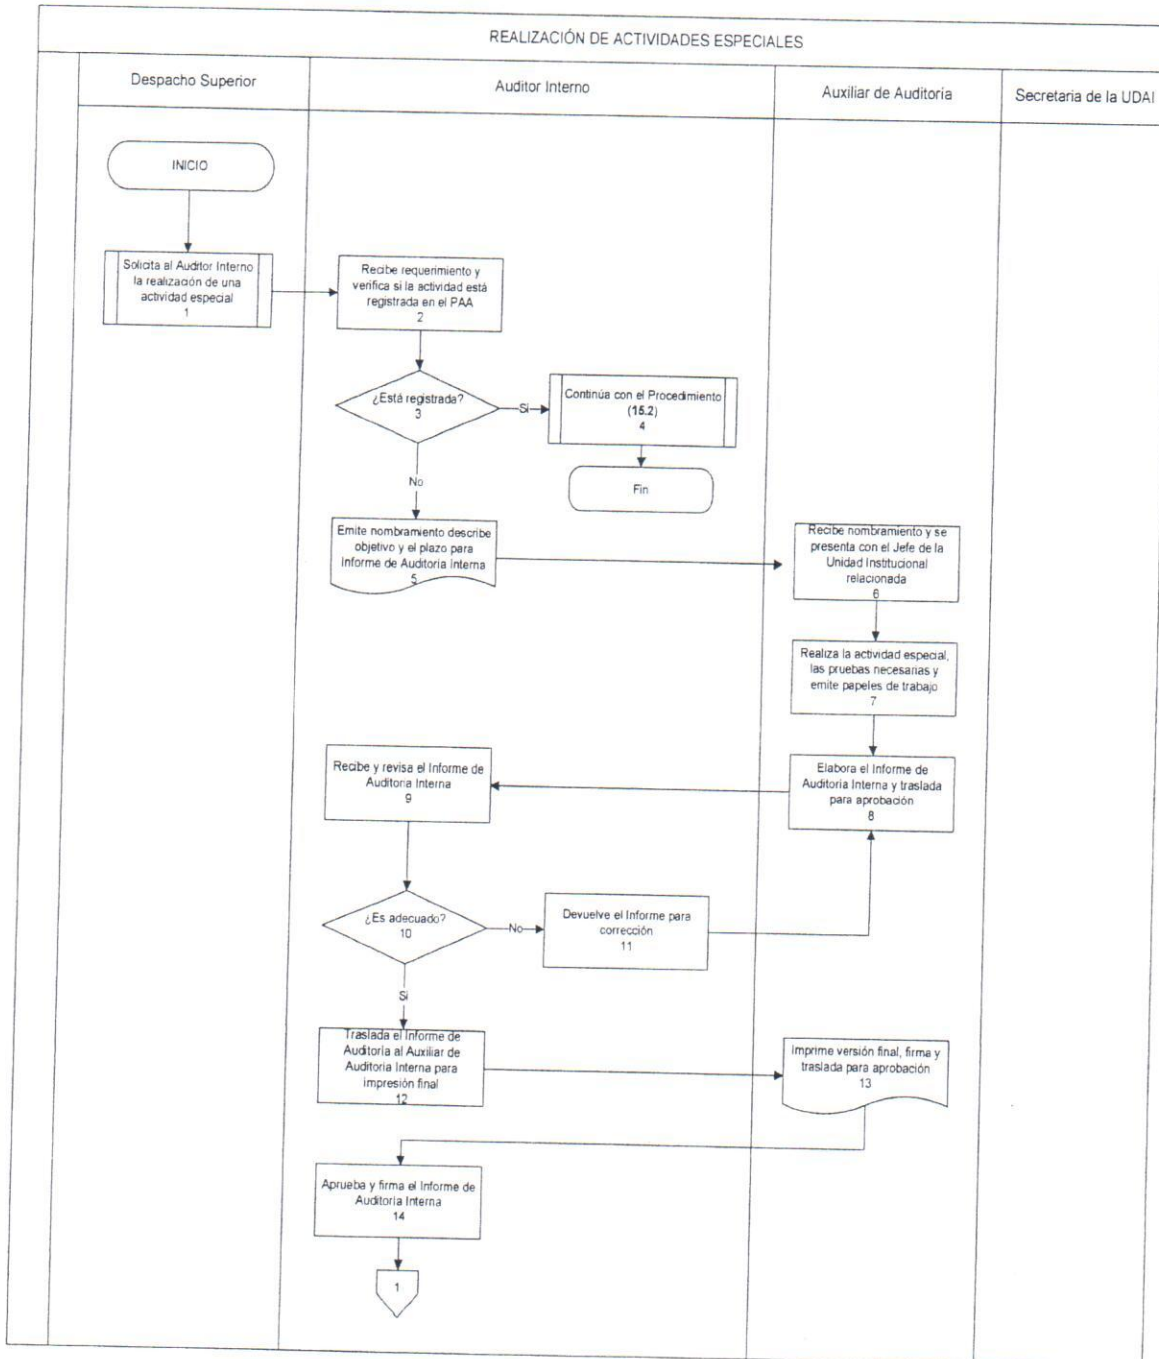 REALIZACIÓN DE ACTIVIDADES ESPECIALES
Despacho Superior
Auditor Interno
Auxiliar de Auditoría
Secretaria de la UDAI
INICIO
Solicita al Auditor Interno
la realización de una
actividad especial
1
Recibe requerimiento y
verifica si la actividad está
registrada en el PAA
2
¿Está registrada?
3
Si
Continúa con el Procedimiento
(15.2)
4
Fin
No
Emite nombramiento describe
objetivo y el plazo para
Informe de Auditoría Interna
5
Recibe nombramiento y se
presenta con el Jefe de la
Unidad Institucional
relacionada
6
Realiza la actividad especial,
las pruebas necesarias y
emite papeles de trabajo
7
Elabora el Informe de
Auditoría Interna y traslada
para aprobación
8
Recibe y revisa el Informe de
Auditoria Interna
9
¿Es adecuado?
10
No
Devuelve el Informe para
corrección
11
Si
Traslada el Informe de
Auditoría al Auxiliar de
Auditoría Interna para
impresión final
12
Imprime versión final, firma y
traslada para aprobación
13
Aprueba y firma el Informe de
Auditoría Interna
14
1